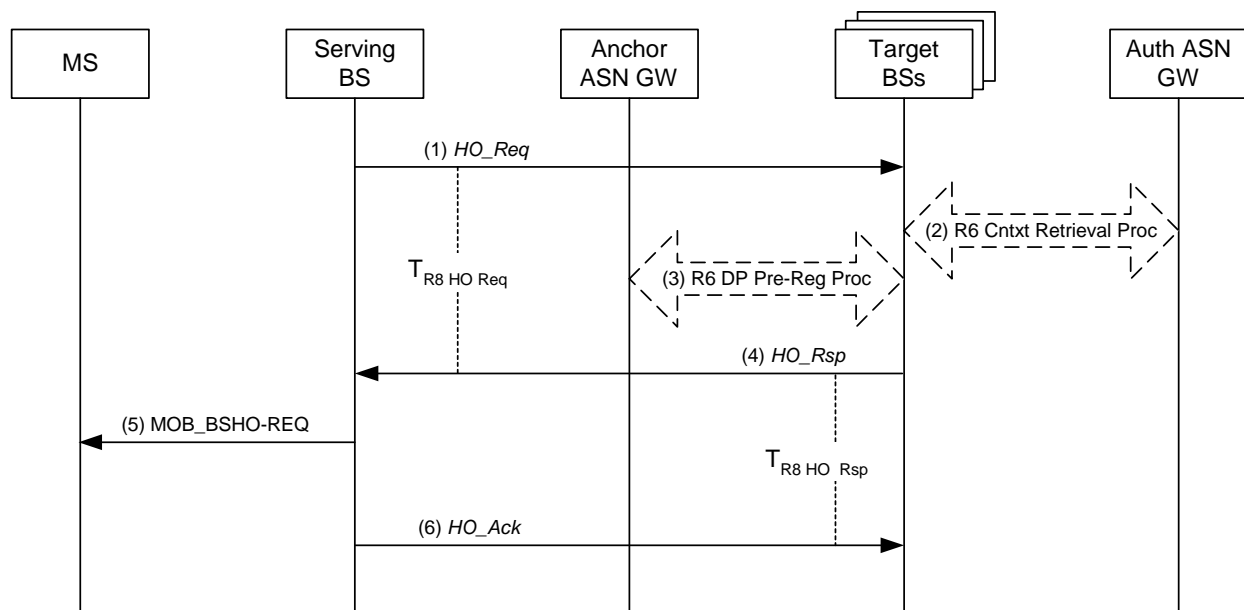 MS
Serving
BS
Anchor
ASN GW
Target
BSs
Auth ASN
GW
(1) HO_Req
(2) R6 Cntxt Retrieval Proc
T R8 HO Req
(3) R6 DP Pre-Reg Proc
(4) HO_Rsp
(5) MOB_BSHO-REQ
T R8 HO Rsp
(6) HO_Ack